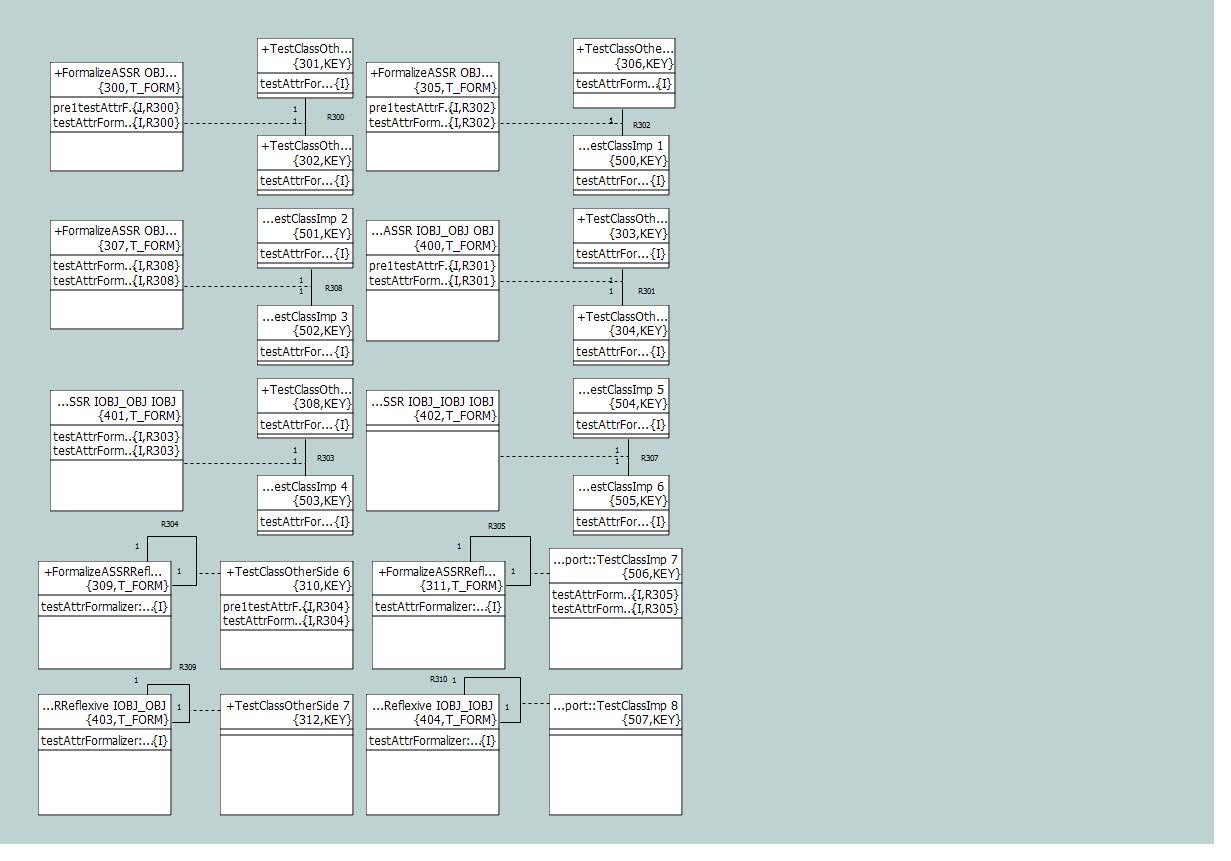 +FormalizeASSR OBJ...
{300,T_FORM}
pre1testAttrF..{I,R300}
testAttrForm...{I,R300}
+TestClassOth...
{301,KEY}
testAttrFor...{I}
1
1
R300
+TestClassOth...
{302,KEY}
testAttrFor...{I}
+FormalizeASSR OBJ...
{305,T_FORM}
pre1testAttrF..{I,R302}
testAttrForm...{I,R302}
+TestClassOthe...
{306,KEY}
testAttrForm...{I}
1
R302
...estClassImp 1
{500,KEY}
testAttrFor...{I}
+FormalizeASSR OBJ...
{307,T_FORM}
testAttrForm...{I,R308}
testAttrForm...{I,R308}
...estClassImp 2
{501,KEY}
testAttrFor...{I}
1
1
R308
...estClassImp 3
{502,KEY}
testAttrFor...{I}
...ASSR IOBJ_OBJ OBJ
{400,T_FORM}
pre1testAttrF..{I,R301}
testAttrForm...{I,R301}
+TestClassOth...
{303,KEY}
testAttrFor...{I}
1
1
R301
+TestClassOth...
{304,KEY}
testAttrFor...{I}
...SSR IOBJ_OBJ IOBJ
{401,T_FORM}
testAttrForm...{I,R303}
testAttrForm...{I,R303}
+TestClassOth...
{308,KEY}
testAttrFor...{I}
1
1
R303
...estClassImp 4
{503,KEY}
testAttrFor...{I}
...SSR IOBJ_IOBJ IOBJ
{402,T_FORM}
...estClassImp 5
{504,KEY}
testAttrFor...{I}
1
1
R307
...estClassImp 6
{505,KEY}
testAttrFor...{I}
R304
1
1
+FormalizeASSRRefl...
{309,T_FORM}
testAttrFormalizer:...{I}
+TestClassOtherSide 6
{310,KEY}
pre1testAttrF..{I,R304}
testAttrForm...{I,R304}
R305
1
1
+FormalizeASSRRefl...
{311,T_FORM}
testAttrFormalizer:...{I}
...port::TestClassImp 7
{506,KEY}
testAttrForm...{I,R305}
testAttrForm...{I,R305}
R309
1
1
...RReflexive IOBJ_OBJ
{403,T_FORM}
testAttrFormalizer:...{I}
+TestClassOtherSide 7
{312,KEY}
R310
1
1
...Reflexive IOBJ_IOBJ
{404,T_FORM}
testAttrFormalizer:...{I}
...port::TestClassImp 8
{507,KEY}